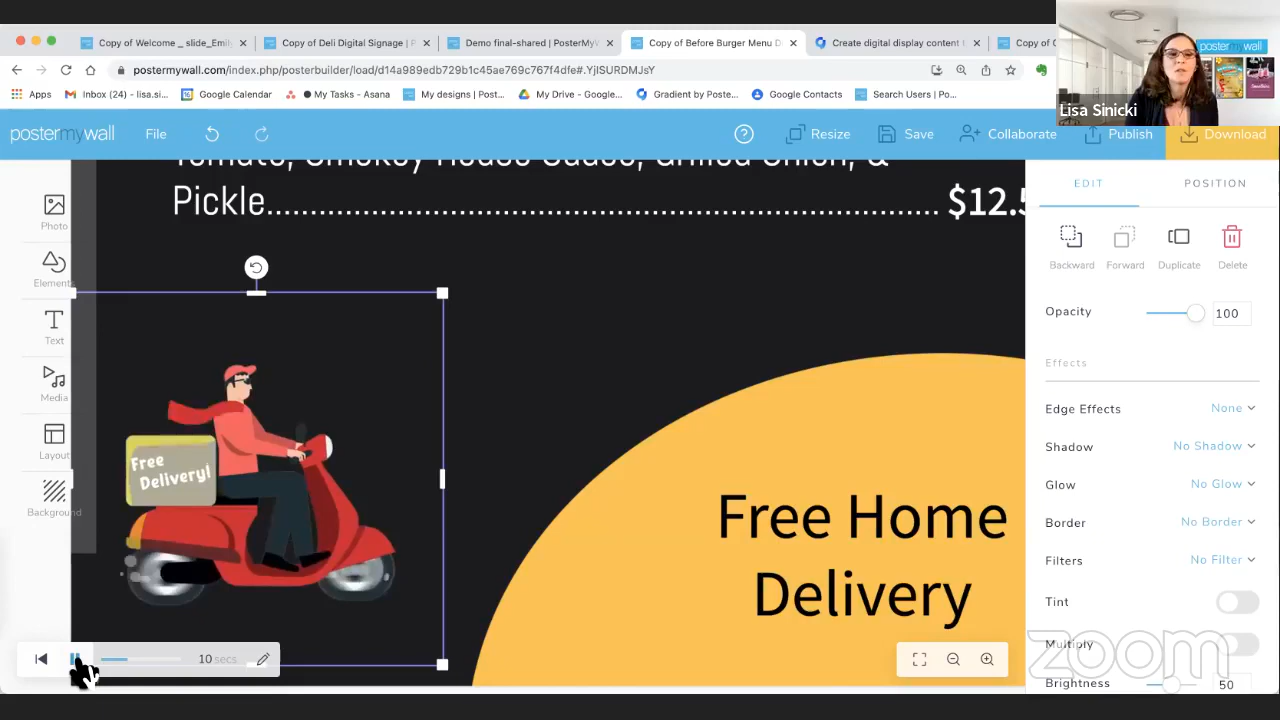 Copy of Welcome _ slide_Emil
Copy of Deli Digital Signage | P
Demo final-shared | PosterMyW
Copy of Before Burger Menu D
Create digital display content |
Copy of
postermywall.com/index.php/posterbuilder/load/d14a989edb729b1c45ae769c767f4dfe#.YjlSURDMJsY
Apps
Inbox (24) - lisa.si...
Google Calendar
My Tasks - Asana
My designs | Post...
My Drive - Google...
Gradient by Poste...
Google Contacts
Search Users | Po...
postermywall
Lisa Sinicki
postermywall
File
Resize
Save
Collaborate
Publish
Download
Pickle........................................................ $12.5
EDIT
POSITION
Photo
Elements
Text
Media
Layout
Background
Backward
Forward
Duplicate
Delete
Opacity
100
Effects
Edge Effects
None
Shadow
No Shadow
Glow
No Glow
Border
No Border
Filters
No Filter
Tint
Multiply
Brightness
50
Free
Delivery!
Free Home
Delivery
10 secs
zoom